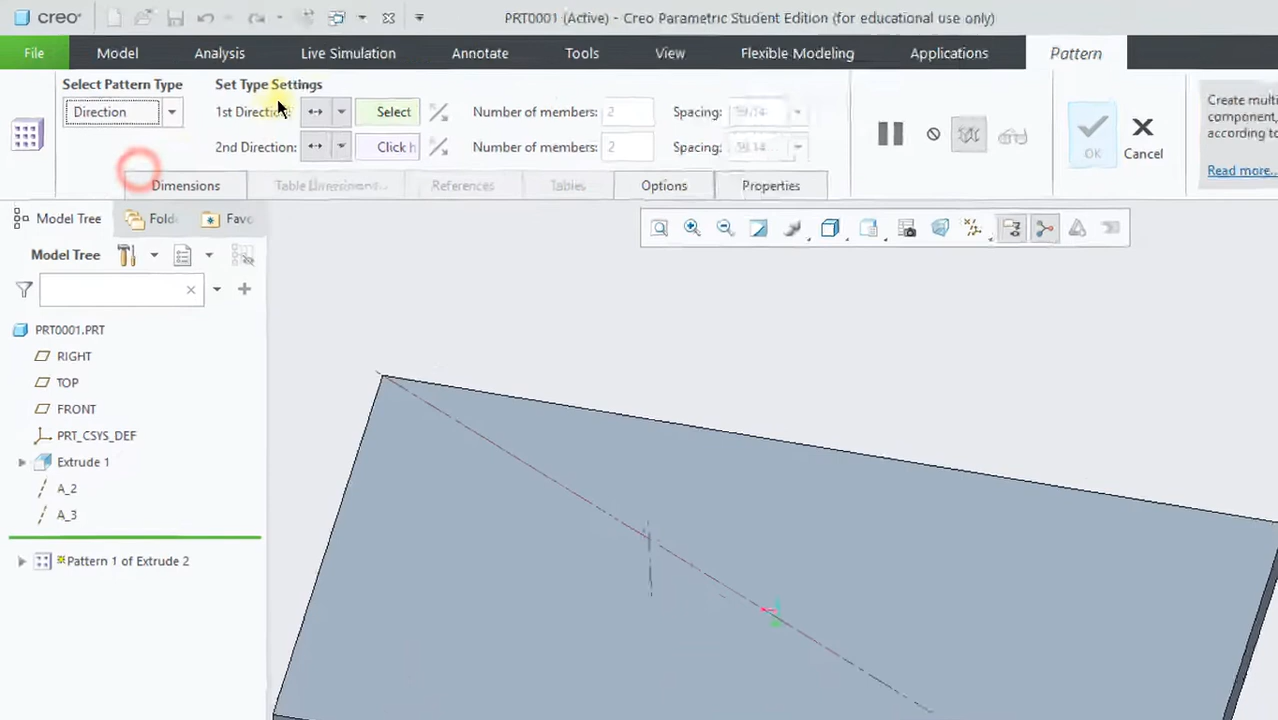 creo PRT0001 (Active) - Creo Parametric Student Edition (for educational use only)
File Model Analysis Live Simulation Annotate Tools View Flexible Modeling Applications Pattern
Select Pattern Type Set Type Settings
Direction 1st Direction: Select Number of members: 2 Spacing:
2nd Direction: Click h Number of members: 2 Spacing:
OK Cancel
Create multi
component,
according to
Read more...
Dimensions Table Dimensions... References Tables Options Properties
Model Tree Fold Favo
Model Tree
PRT0001.PRT
RIGHT
TOP
FRONT
PRT_CSYS_DEF
Extrude 1
A_2
A_3
Pattern 1 of Extrude 2